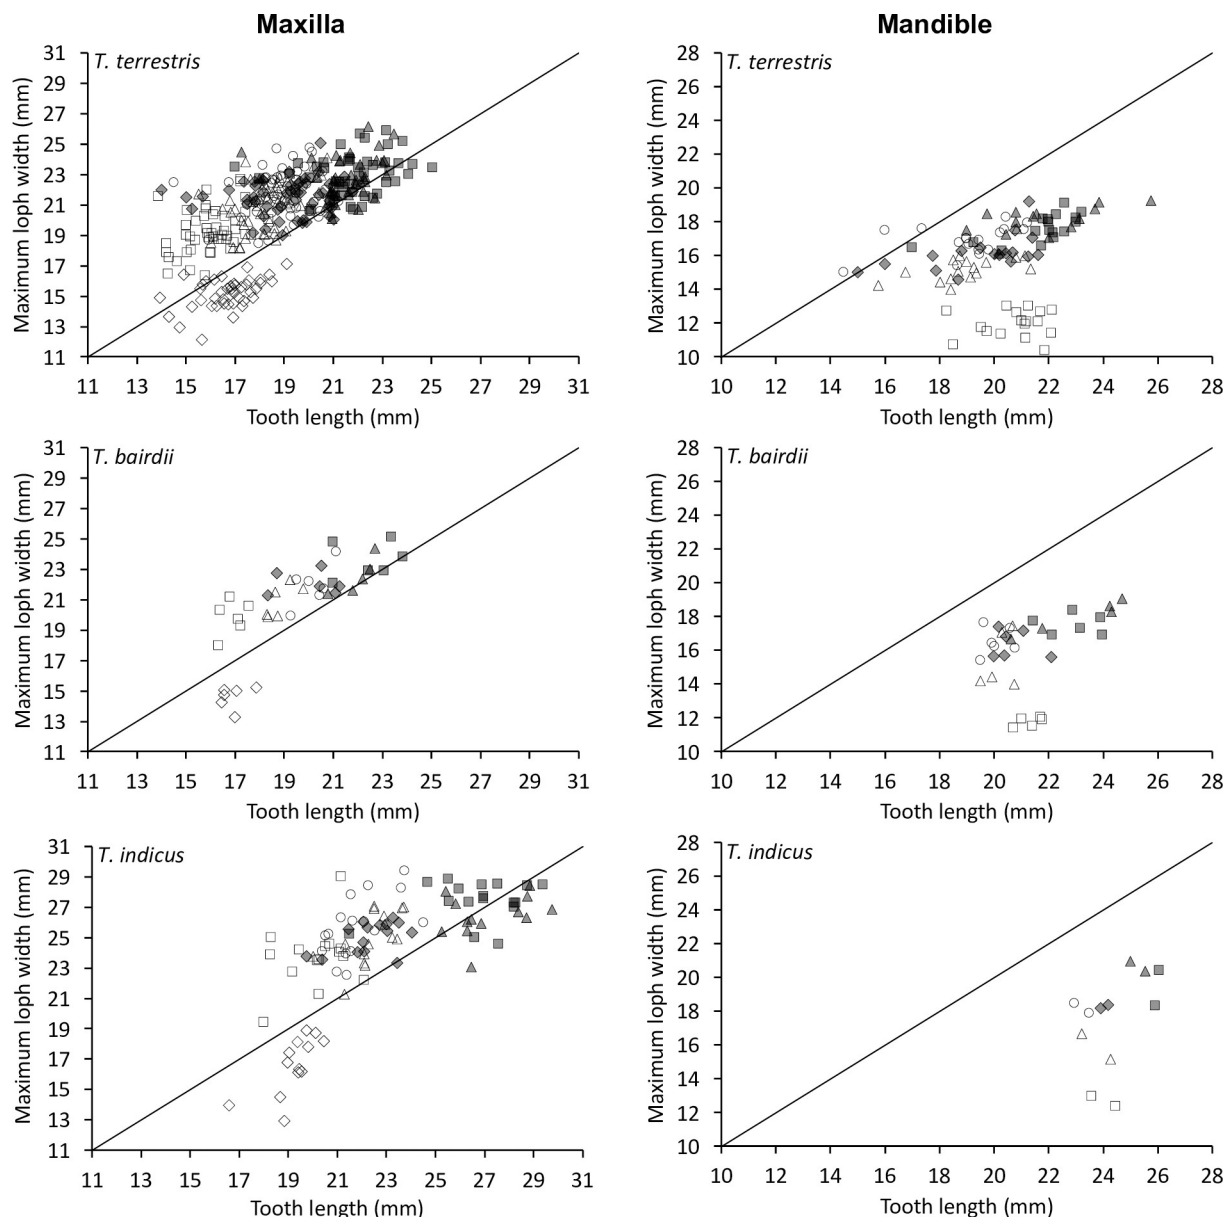 Maxilla
Mandible
T. terrestris
Maximum loph width (mm)
31
29
27
25
23
21
19
17
15
13
11
11 13 15 17 19 21 23 25 27 29 31
Tooth length (mm)
T. terrestris
Maximum loph width (mm)
28
26
24
22
20
18
16
14
12
10
10 12 14 16 18 20 22 24 26 28
Tooth length (mm)
T. bairdii
Maximum loph width (mm)
31
29
27
25
23
21
19
17
15
13
11
11 13 15 17 19 21 23 25 27 29 31
Tooth length (mm)
T. bairdii
Maximum loph width (mm)
28
26
24
22
20
18
16
14
12
10
10 12 14 16 18 20 22 24 26 28
Tooth length (mm)
T. indicus
Maximum loph width (mm)
31
29
27
25
23
21
19
17
15
13
11
11 13 15 17 19 21 23 25 27 29 31
Tooth length (mm)
T. indicus
Maximum loph width (mm)
28
26
24
22
20
18
16
14
12
10
10 12 14 16 18 20 22 24 26 28
Tooth length (mm)